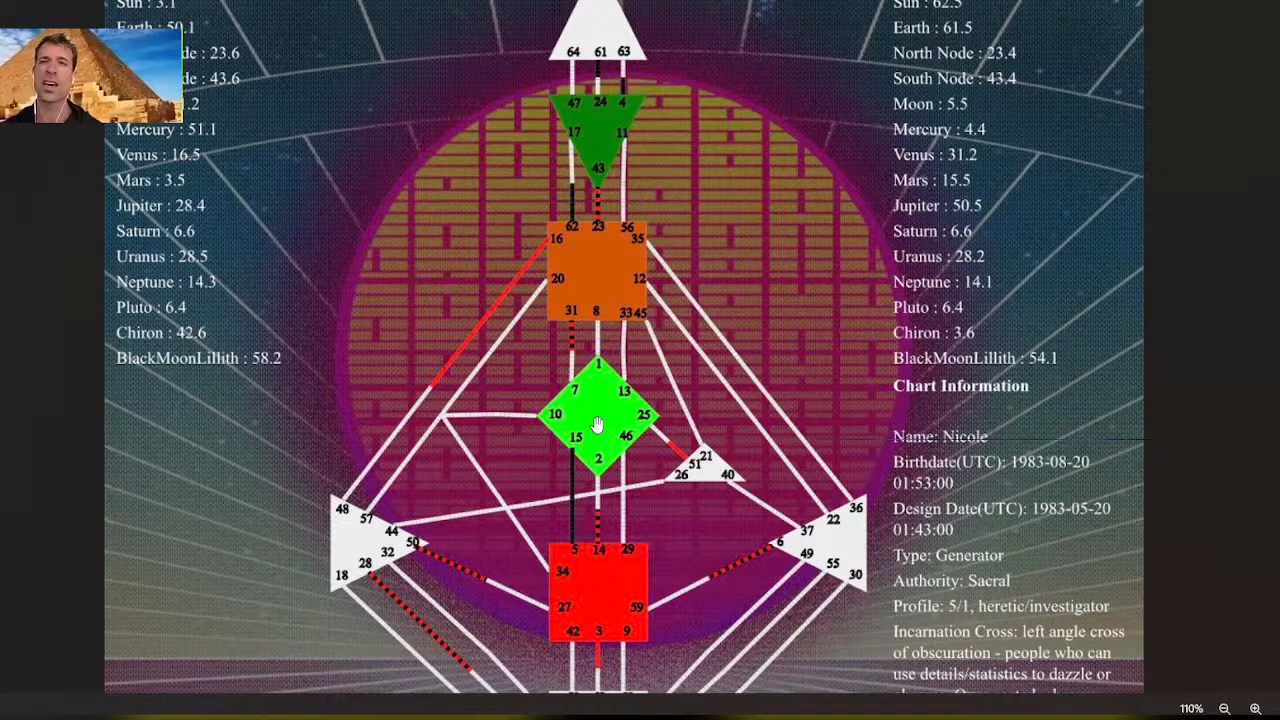 Sun : 3.1
Earth : 50.1
de : 23.6
de : 43.6
.2
Mercury : 51.1
Venus : 16.5
Mars : 3.5
Jupiter : 28.4
Saturn : 6.6
Uranus : 28.5
Neptune : 14.3
Pluto : 6.4
Chiron : 42.6
BlackMoonLillith : 58.2
64 61 63
47 24 4
17 11
43
62 23 56
16 35
20 12
31 8 33 45
1
7 13
10 25
15 46
2
21
51
26 40
48
57
44
50
32
28
18
36
22
37
6
49
55
30
5 14 29
34
27 59
42 3 9
Sun : 62.5
Earth : 61.5
North Node : 23.4
South Node : 43.4
Moon : 5.5
Mercury : 4.4
Venus : 31.2
Mars : 15.5
Jupiter : 50.5
Saturn : 6.6
Uranus : 28.2
Neptune : 14.1
Pluto : 6.4
Chiron : 3.6
BlackMoonLillith : 54.1
Chart Information
Name: Nicole
Birthdate(UTC): 1983-08-20
01:53:00
Design Date(UTC): 1983-05-20
01:43:00
Type: Generator
Authority: Sacral
Profile: 5/1, heretic/investigator
Incarnation Cross: left angle cross
of obscuration - people who can
use details/statistics to dazzle or
110%